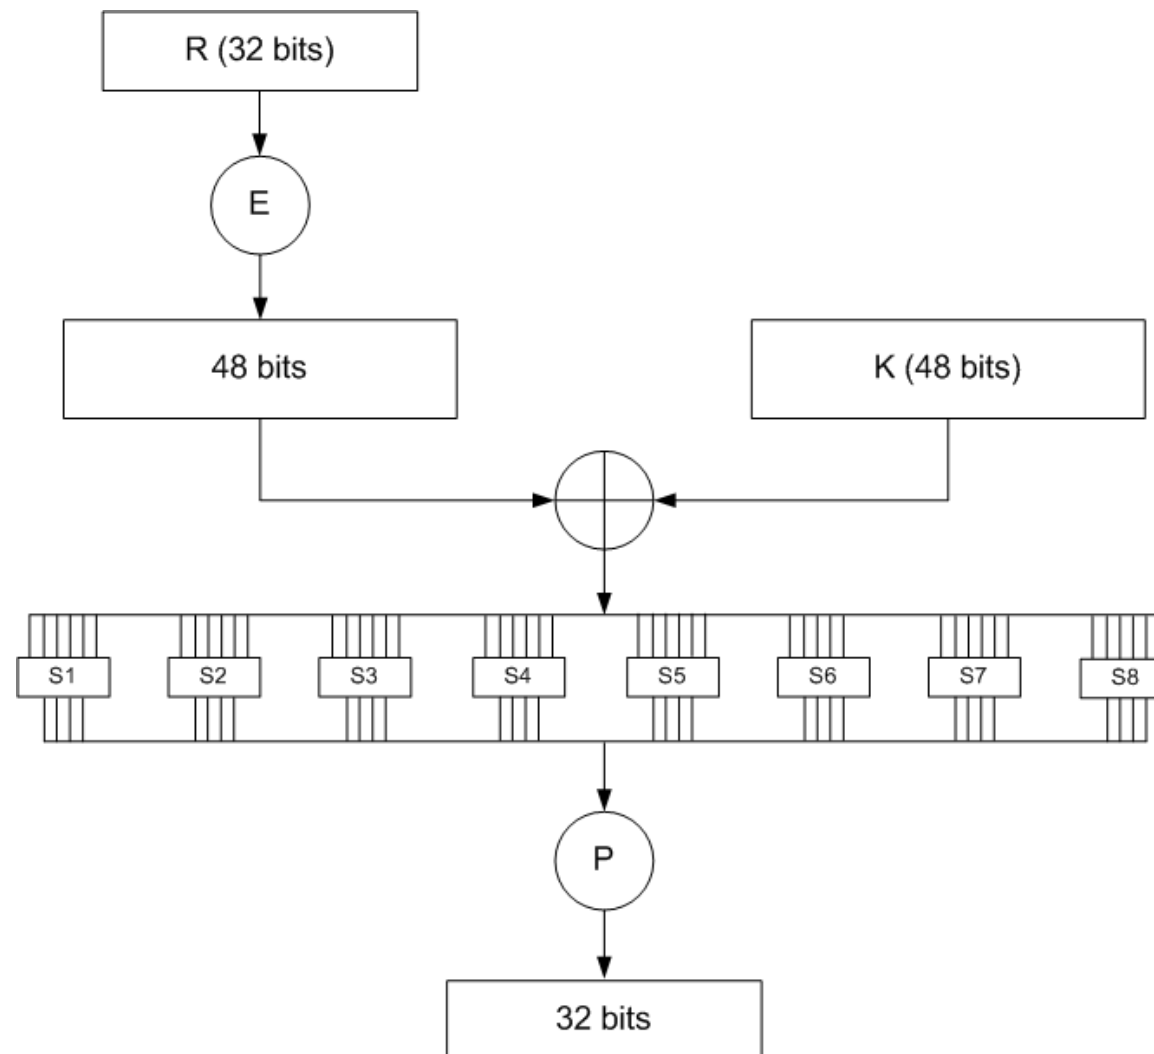 R (32 bits)
E
48 bits
K (48 bits)
S1
S2
S3
S4
S5
S6
S7
S8
P
32 bits